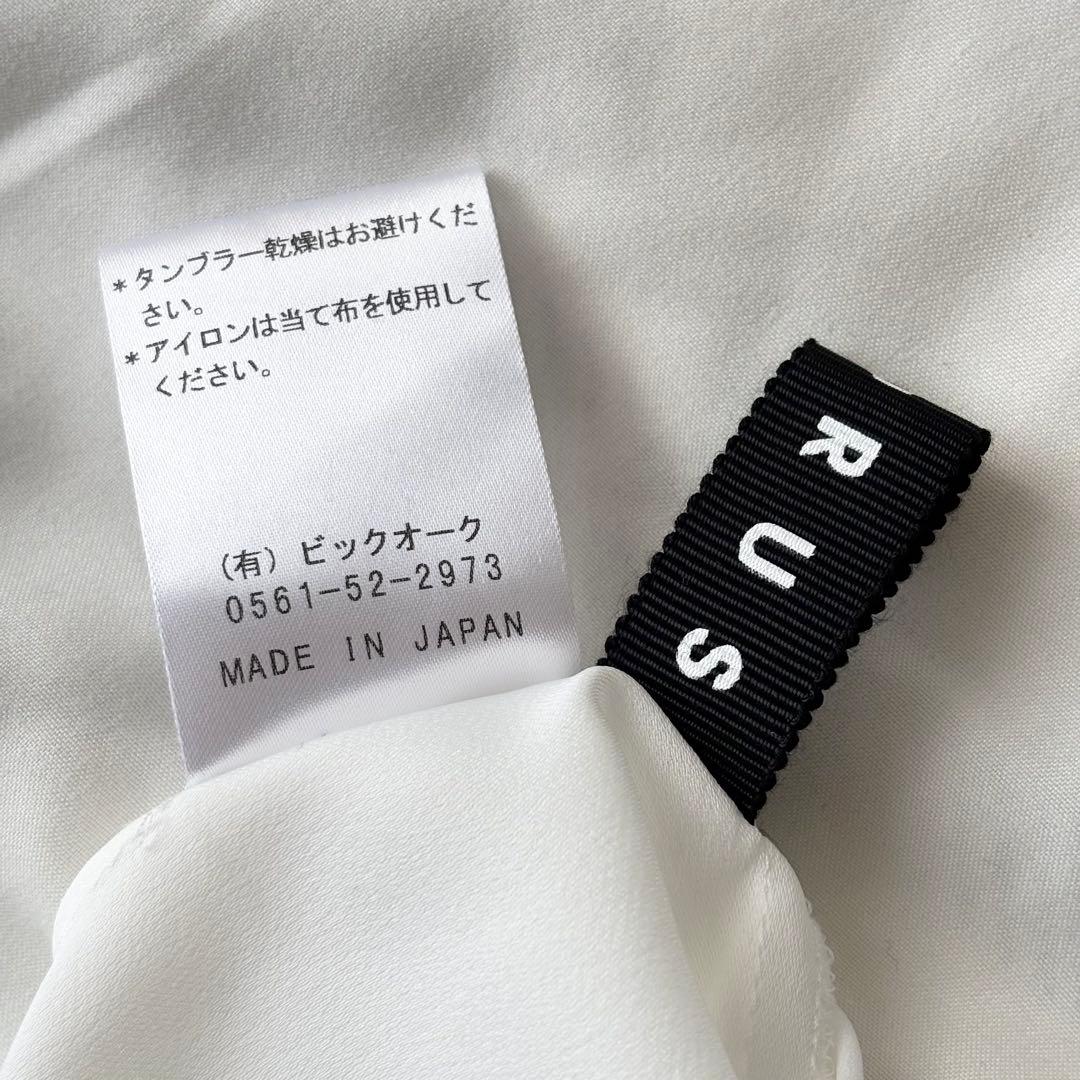 *タンブラー乾燥はお避けくだ
さい。
*アイロンは当て布を使用して
ください。
(有) ビックオーク
0561-52-2973
MADE IN JAPAN
RUS